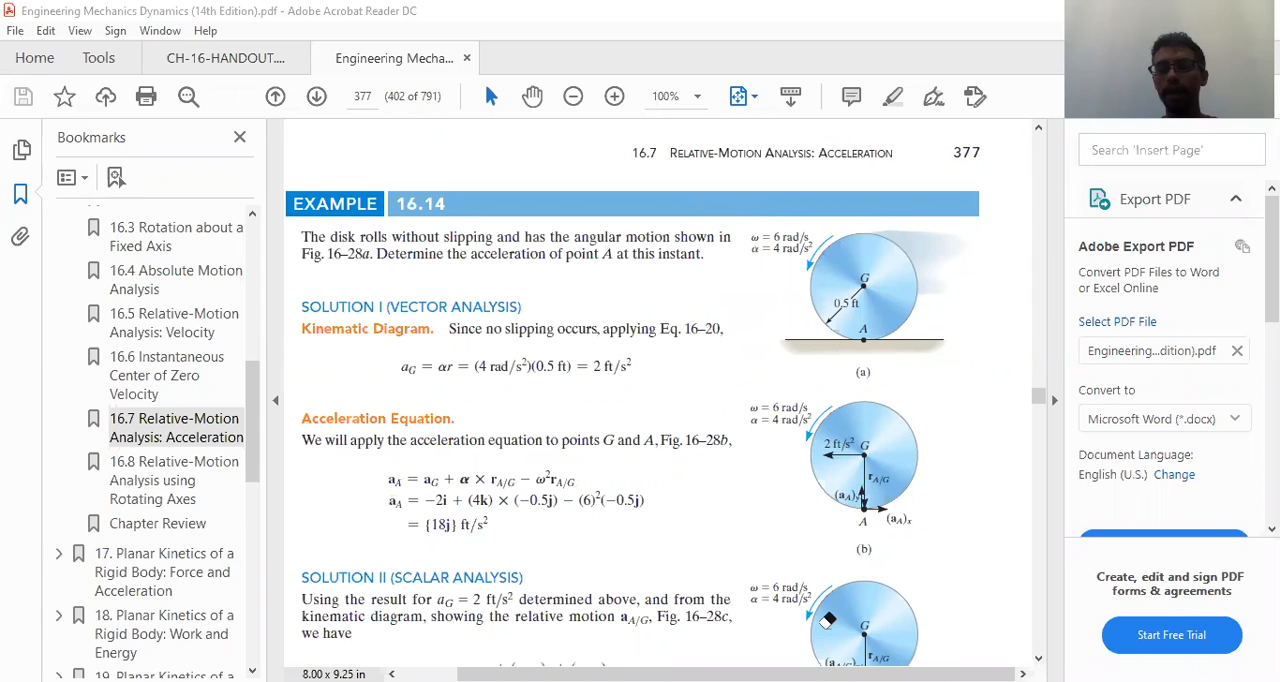 Engineering Mechanics Dynamics (14th Edition).pdf - Adobe Acrobat Reader DC
File Edit View Sign Window Help
Home Tools CH-16-HANDOUT.... Engineering Mecha... ×
377 (402 of 791) 100%
Bookmarks
16.3 Rotation about a
Fixed Axis
16.4 Absolute Motion
Analysis
16.5 Relative-Motion
Analysis: Velocity
16.6 Instantaneous
Center of Zero
Velocity
16.7 Relative-Motion
Analysis: Acceleration
16.8 Relative-Motion
Analysis using
Rotating Axes
Chapter Review
17. Planar Kinetics of a
Rigid Body: Force and
Acceleration
18. Planar Kinetics of a
Rigid Body: Work and
Energy
19. Planar Kinetics of a
16.7 RELATIVE-MOTION ANALYSIS: ACCELERATION 377
EXAMPLE 16.14
The disk rolls without slipping and has the angular motion shown in
Fig. 16–28a. Determine the acceleration of point A at this instant.
SOLUTION I (VECTOR ANALYSIS)
Kinematic Diagram. Since no slipping occurs, applying Eq. 16–20,
a_G = αr = (4 rad/s²)(0.5 ft) = 2 ft/s²
Acceleration Equation.
We will apply the acceleration equation to points G and A, Fig. 16–28b,
a_A = a_G + α × r_A/G − ω²r_A/G
a_A = −2i + (4k) × (−0.5j) − (6)²(−0.5j)
= {18j} ft/s²
SOLUTION II (SCALAR ANALYSIS)
Using the result for a_G = 2 ft/s² determined above, and from the
kinematic diagram, showing the relative motion a_A/G, Fig. 16–28c,
we have
ω = 6 rad/s
α = 4 rad/s²
G
0.5 ft
A
(a)
ω = 6 rad/s
α = 4 rad/s²
2 ft/s² G
r_A/G
(a_A)_y
A (a_A)_x
(b)
ω = 6 rad/s
α = 4 rad/s²
G
r_A/G
8.00 x 9.25 in
Search 'Insert Page'
Export PDF
Adobe Export PDF
Convert PDF Files to Word
or Excel Online
Select PDF File
Engineering...dition).pdf
Convert to
Microsoft Word (*.docx)
Document Language:
English (U.S.) Change
Create, edit and sign PDF
forms & agreements
Start Free Trial